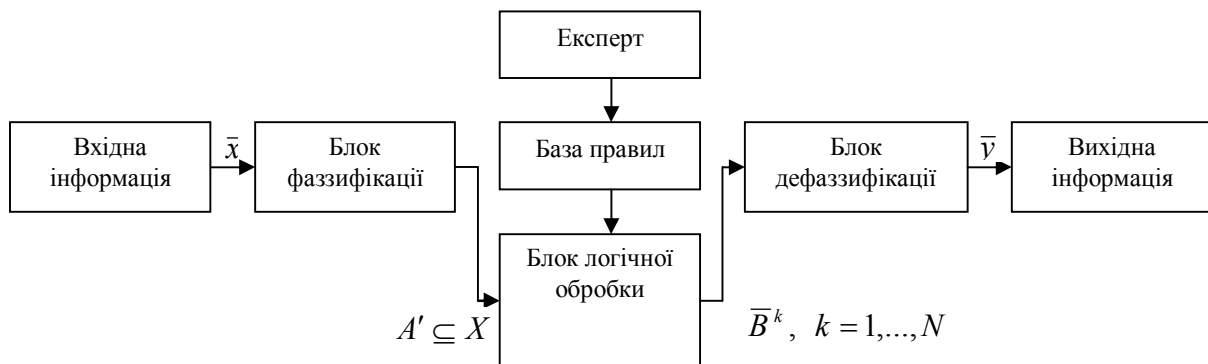 Експерт
Вхідна
інформація
x̄
Блок
фаззифікації
База правил
Блок
дефаззифікації
ȳ
Вихідна
інформація
Блок логічної
обробки
A′ ⊆ X
B̄ᵏ, k = 1,..., N